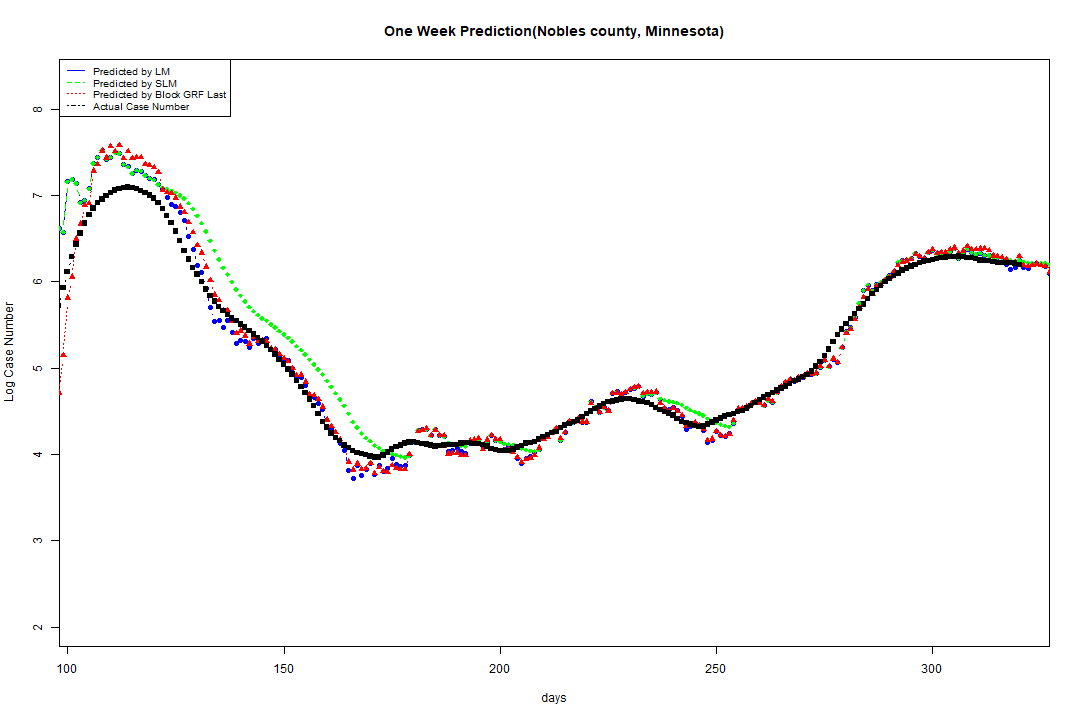 One Week Prediction(Nobles county, Minnesota)
Predicted by LM
Predicted by SLM
Predicted by Block GRF Last
Actual Case Number
8
7
6
5
4
3
2
Log Case Number
100 150 200 250 300
days